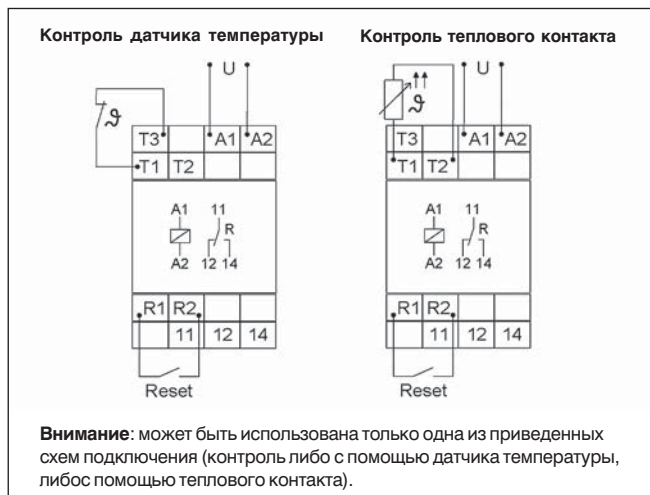 Контроль датчика температуры Контроль теплового контакта
U U
ϑ ϑ
T3 A1 A2 T3 A1 A2
T1 T2 T1 T2
A1 11 A1 11
R R
A2 12 14 A2 12 14
R1 R2 R1 R2
11 12 14 11 12 14
Reset Reset
Внимание: может быть использована только одна из приведенных
схем подключения (контроль либо с помощью датчика температуры,
либос помощью теплового контакта).